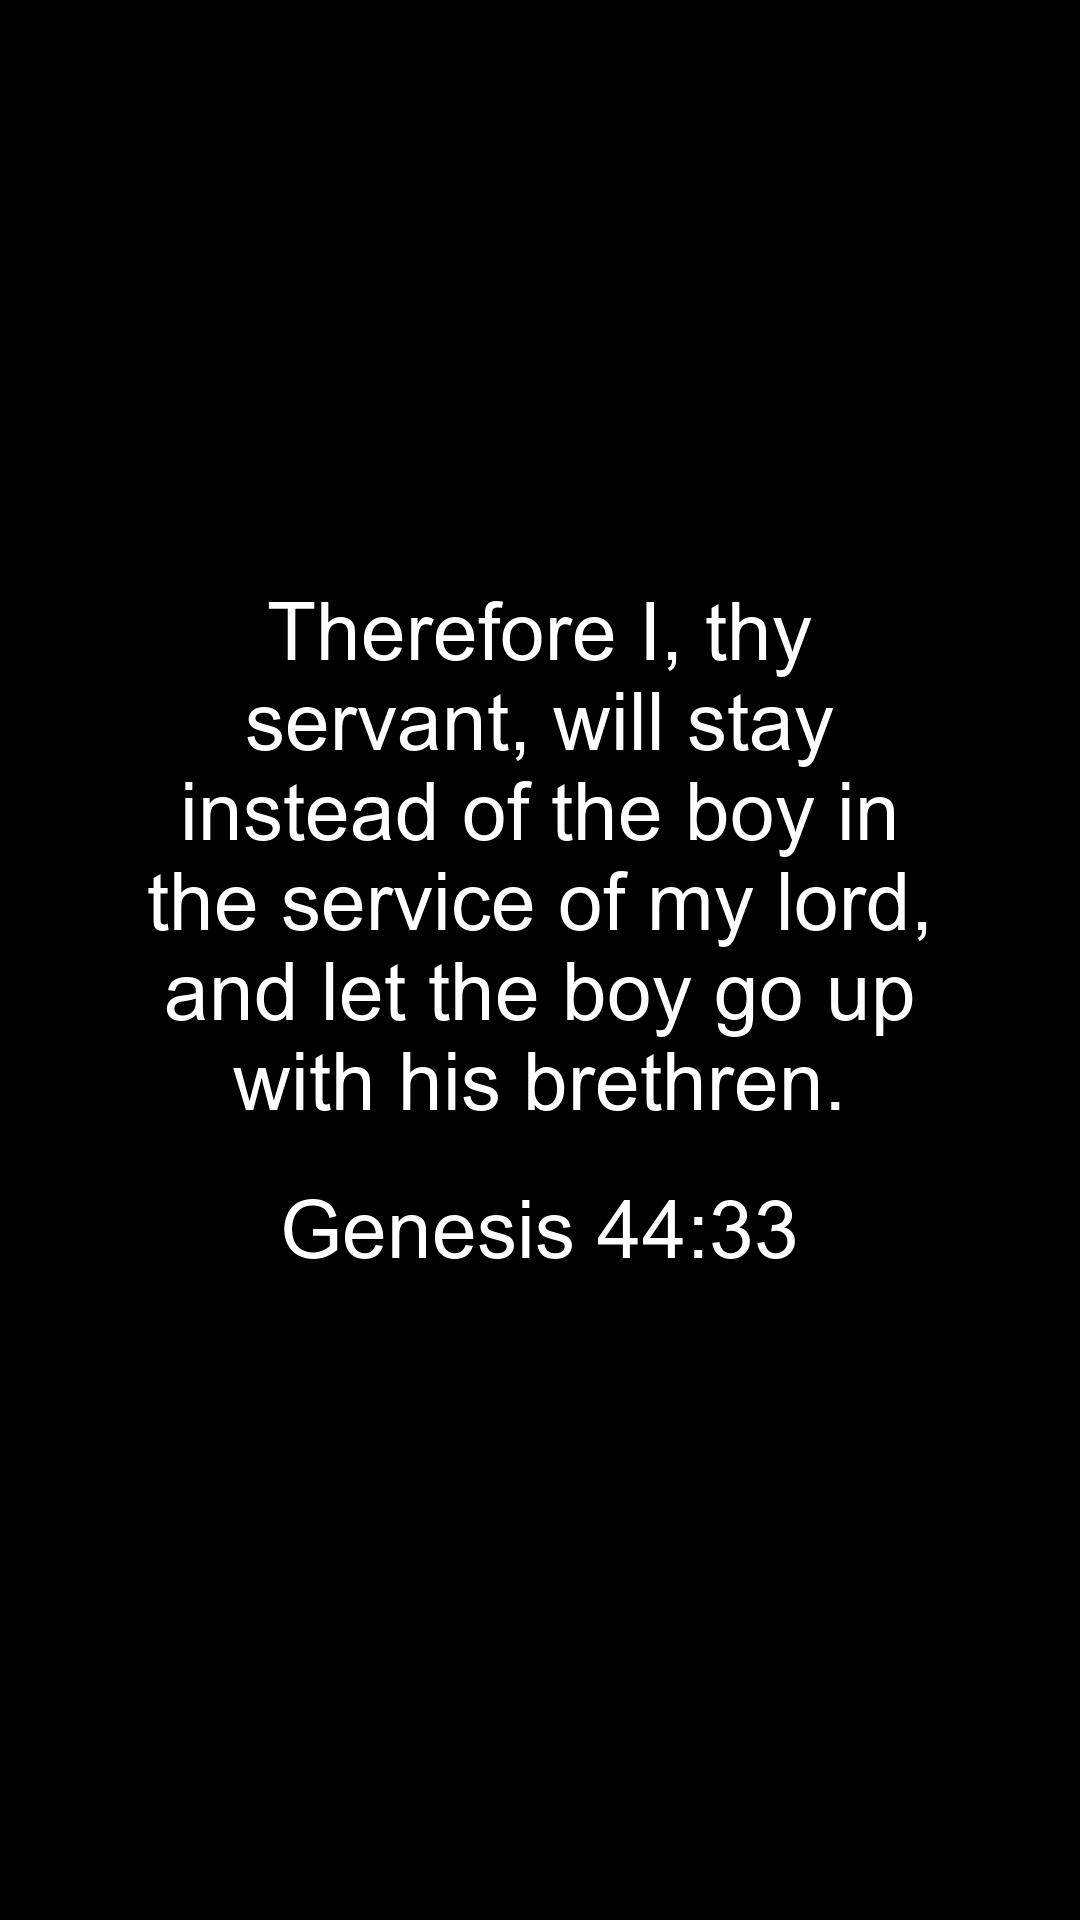 Therefore I, thy
servant, will stay
instead of the boy in
the service of my lord,
and let the boy go up
with his brethren.
Genesis 44:33